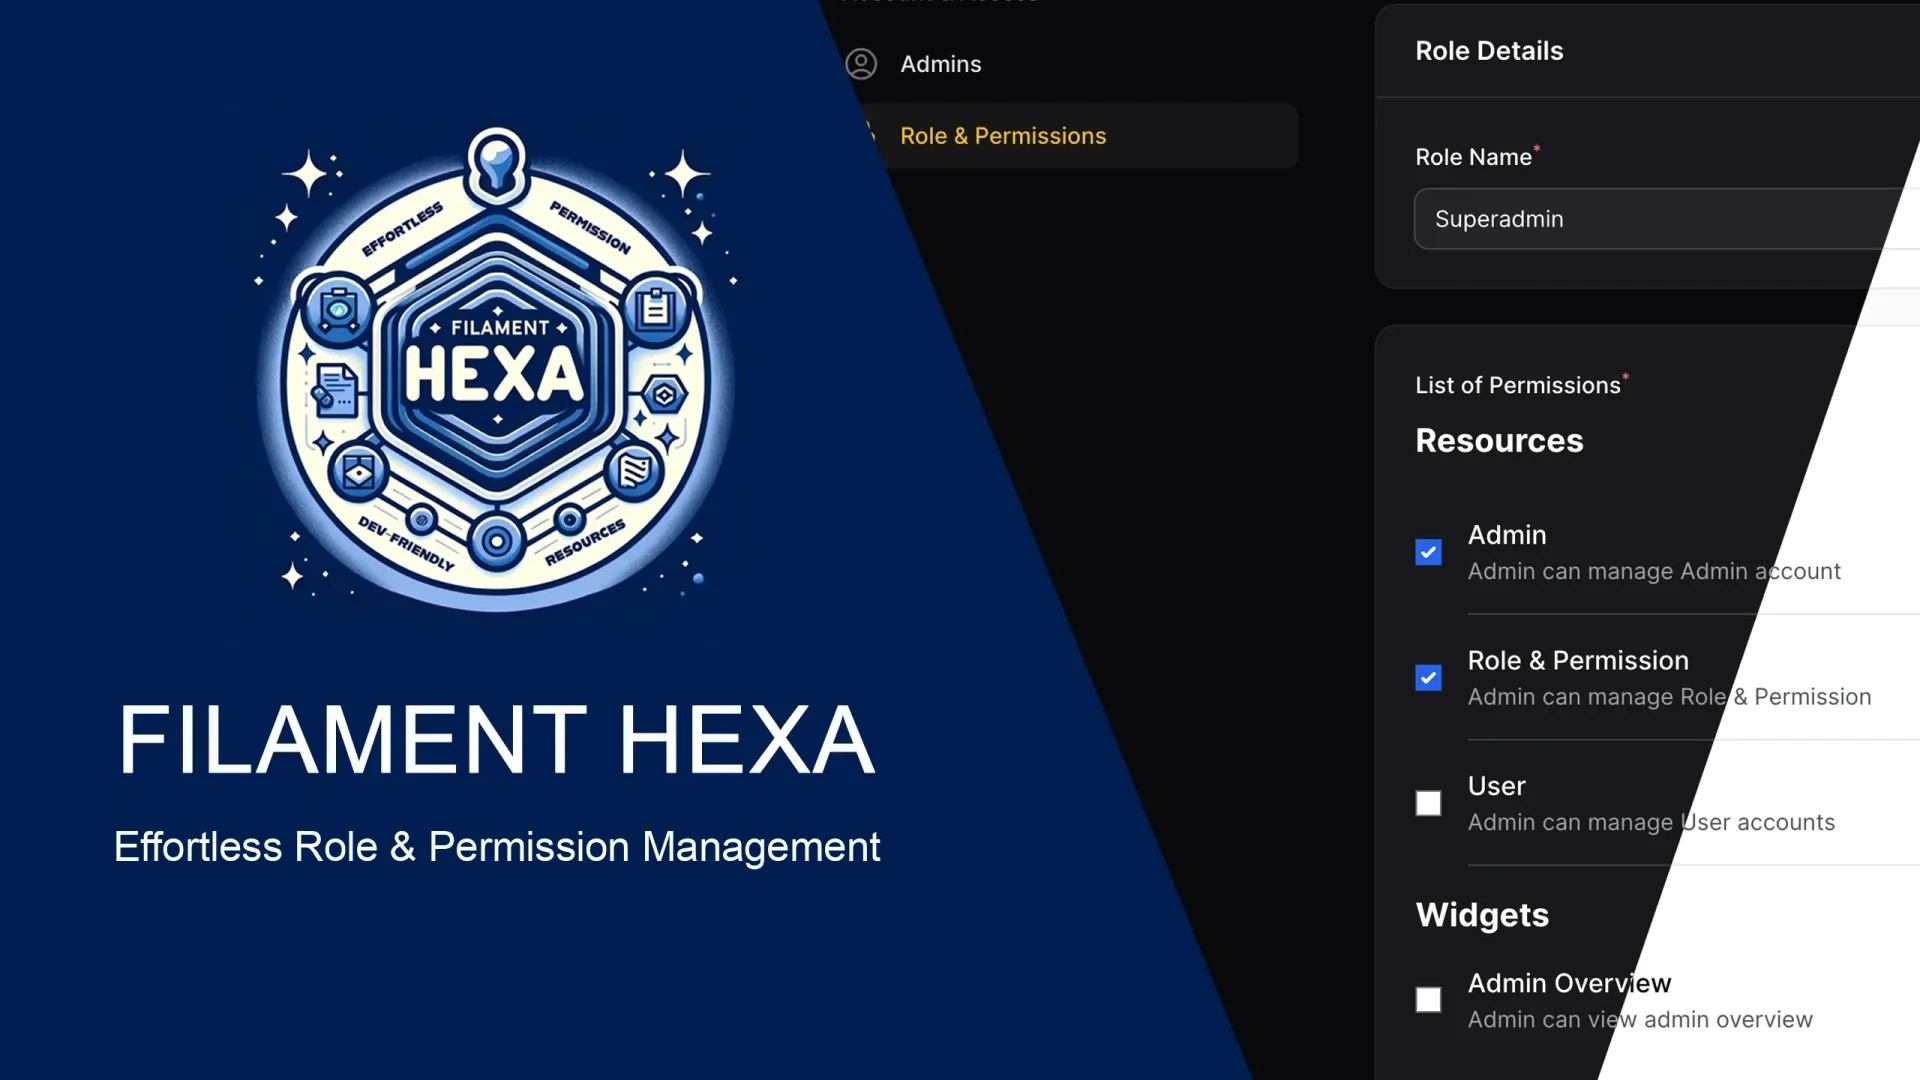 EFFORTLESS
PERMISSION
FILAMENT
HEXA
DEV-FRIENDLY
RESOURCES
FILAMENT HEXA
Effortless Role & Permission Management
Admins
Role & Permissions
Role Details
Role Name*
Superadmin
List of Permissions*
Resources
Admin
Admin can manage Admin account
Role & Permission
Admin can manage Role & Permission
User
Admin can manage User accounts
Widgets
Admin Overview
Admin can view admin overview